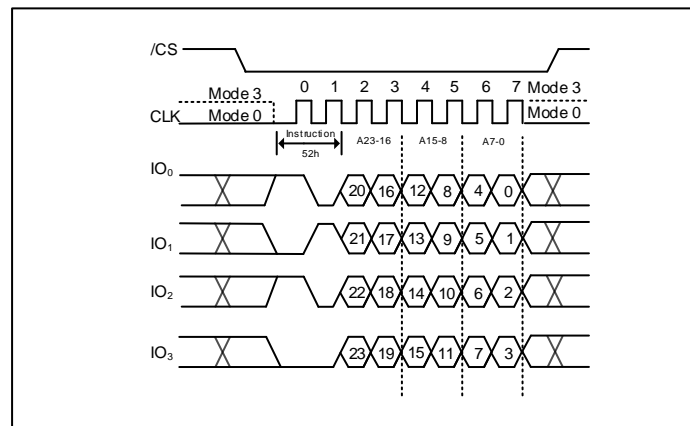 /CS
0 1 2 3 4 5 6 7 Mode 3
Mode 3
CLK Mode 0 Mode 0
Instruction A23-16 A15-8 A7-0
52h
IO₀ 20 16 12 8 4 0
IO₁ 21 17 13 9 5 1
IO₂ 22 18 14 10 6 2
IO₃ 23 19 15 11 7 3